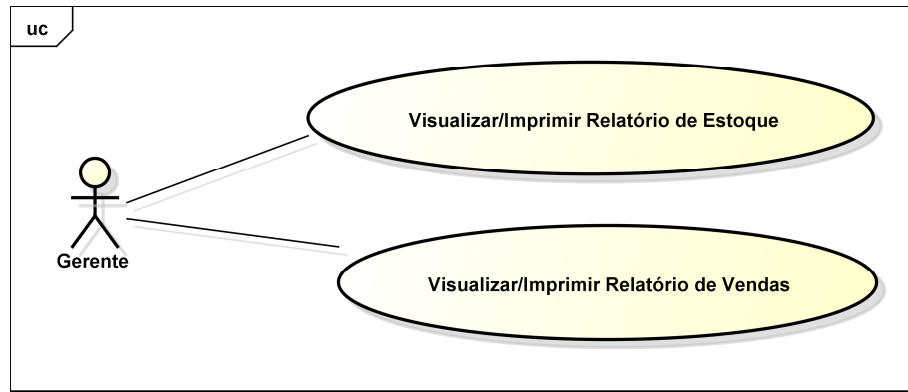 uc
Visualizar/Imprimir Relatório de Estoque
Gerente
Visualizar/Imprimir Relatório de Vendas